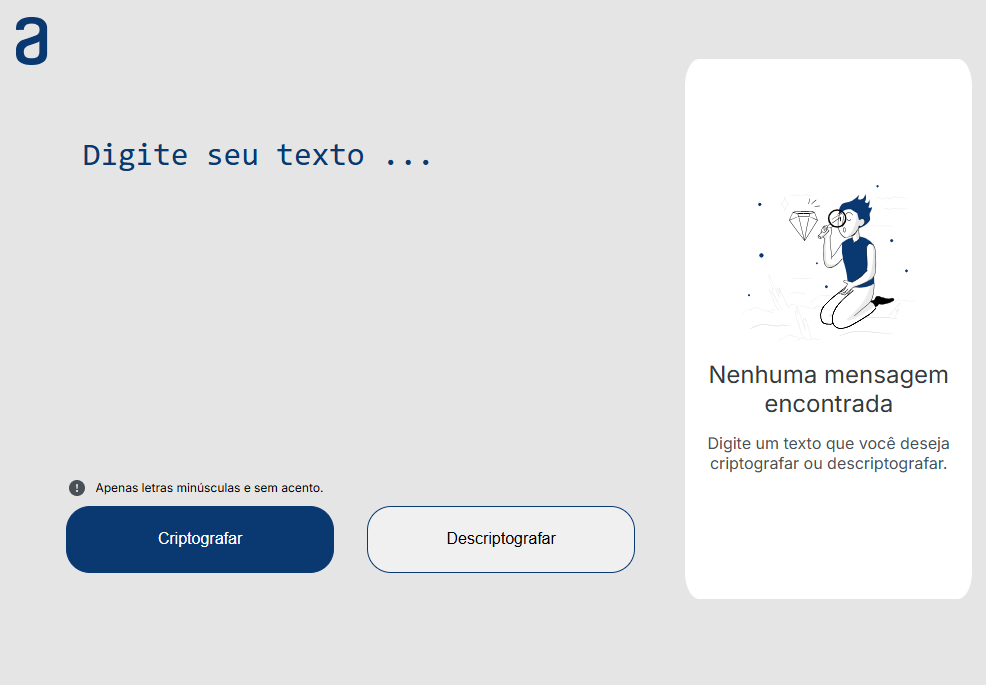 a
Digite seu texto ...
Nenhuma mensagem
encontrada
Digite um texto que você deseja
criptografar ou descriptografar.
Apenas letras minúsculas e sem acento.
Criptografar
Descriptografar